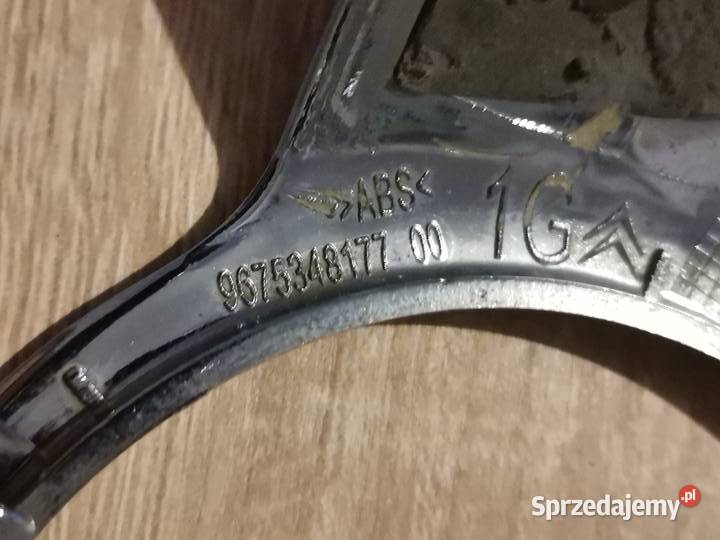 >ABS<
9675348177 00
1G
Sprzedajemy.pl